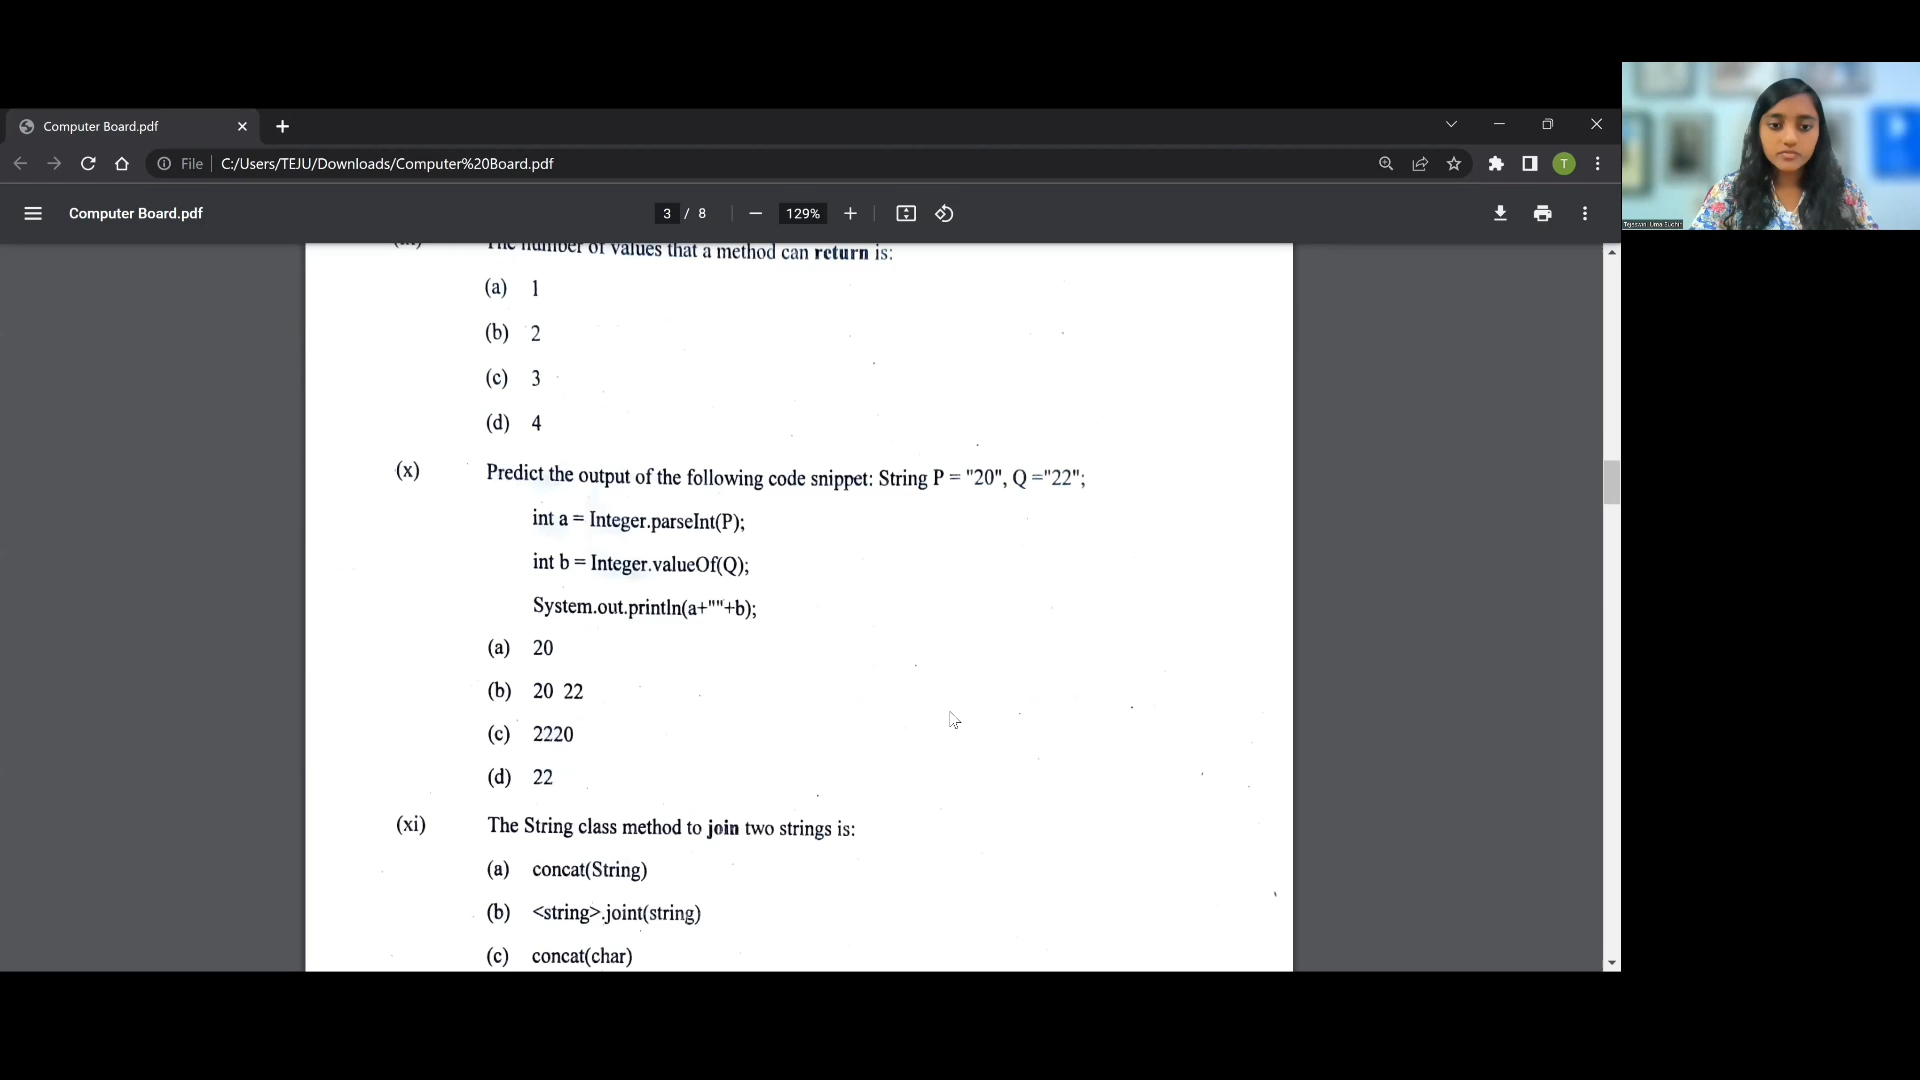 Computer Board.pdf
File C:/Users/TEJU/Downloads/Computer%20Board.pdf
T
Computer Board.pdf 3 / 8 129%
The number of values that a method can return is:
(a) 1
(b) 2
(c) 3
(d) 4
(x) Predict the output of the following code snippet: String P = "20", Q ="22";
int a = Integer.parseInt(P);
int b = Integer.valueOf(Q);
System.out.println(a+""+b);
(a) 20
(b) 20 22
(c) 2220
(d) 22
(xi) The String class method to join two strings is:
(a) concat(String)
(b) <string>.joint(string)
(c) concat(char)